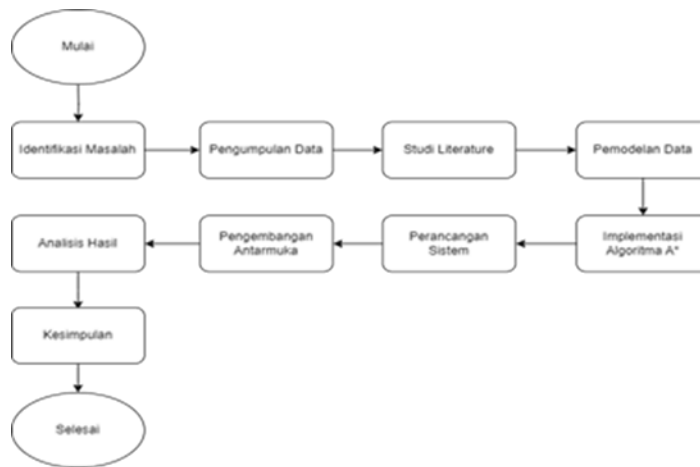 Mulai
Identifikasi Masalah
Pengumpulan Data
Studi Literature
Pemodelan Data
Implementasi
Algoritma A*
Perancangan
Sistem
Pengembangan
Antarmuka
Analisis Hasil
Kesimpulan
Selesai